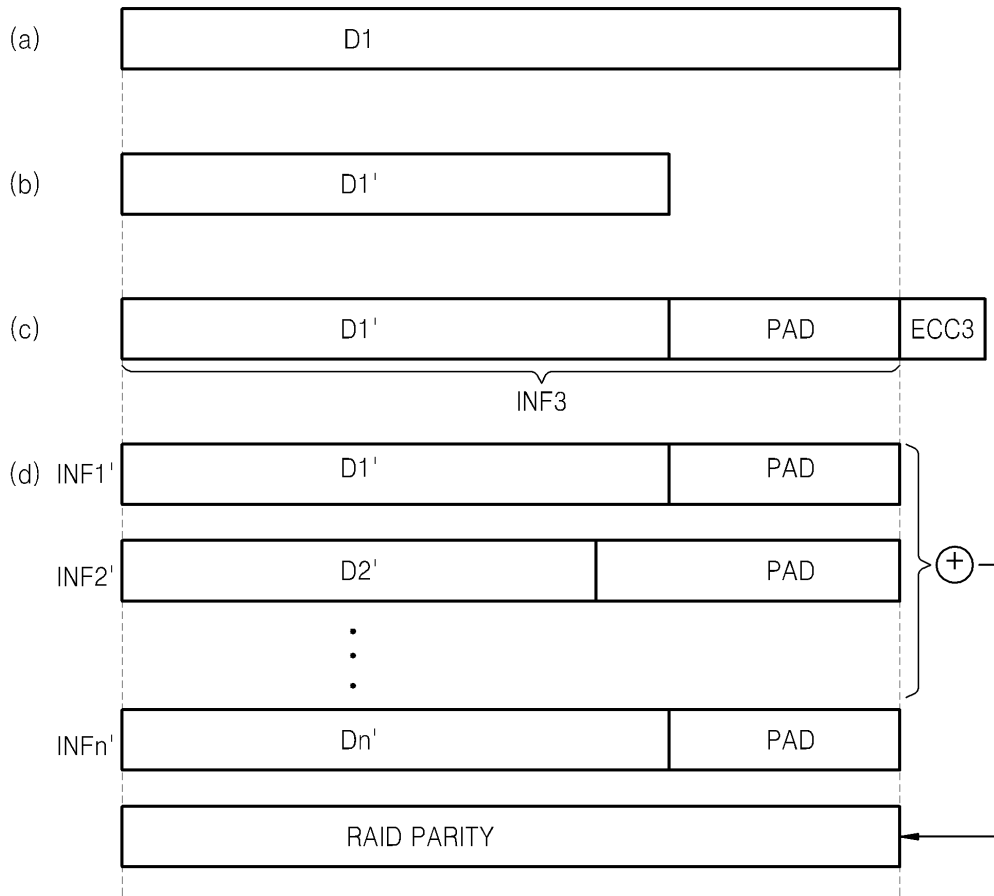 (a) D1
(b) D1'
(c) D1' PAD ECC3
INF3
(d) INF1' D1' PAD
INF2' D2' PAD
INFn' Dn' PAD
RAID PARITY